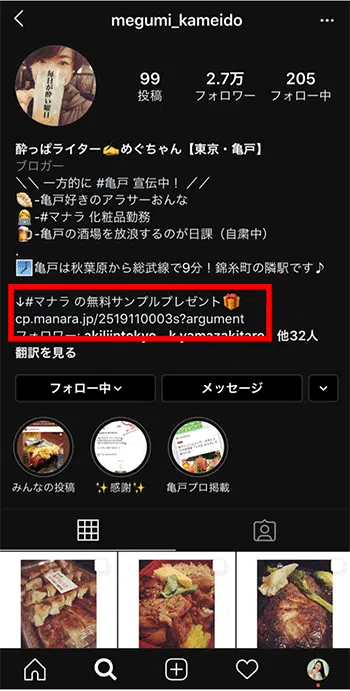 megumi_kameido
毎日が酔い曜日
99
投稿
2.7万
フォロワー
205
フォロー中
酔っぱライター✍️めぐちゃん【東京・亀戸】
ブロガー
＼＼ 一方的に #亀戸 宣伝中！ ／／
-亀戸好きのアラサーおんな
-#マナラ 化粧品勤務
🍺-亀戸の酒場を放浪するのが日課（自粛中）
.
🗾亀戸は秋葉原から総武線で9分！錦糸町の隣駅です♪
↓#マナラ の無料サンプルプレゼント🎁
cp.manara.jp/2519110003s?argument
フォロワー: akiliintokyo、k.yamazakitaro、他32人
翻訳を見る
フォロー中
メッセージ
みんなの投稿
✨感謝✨
亀戸プロ掲載